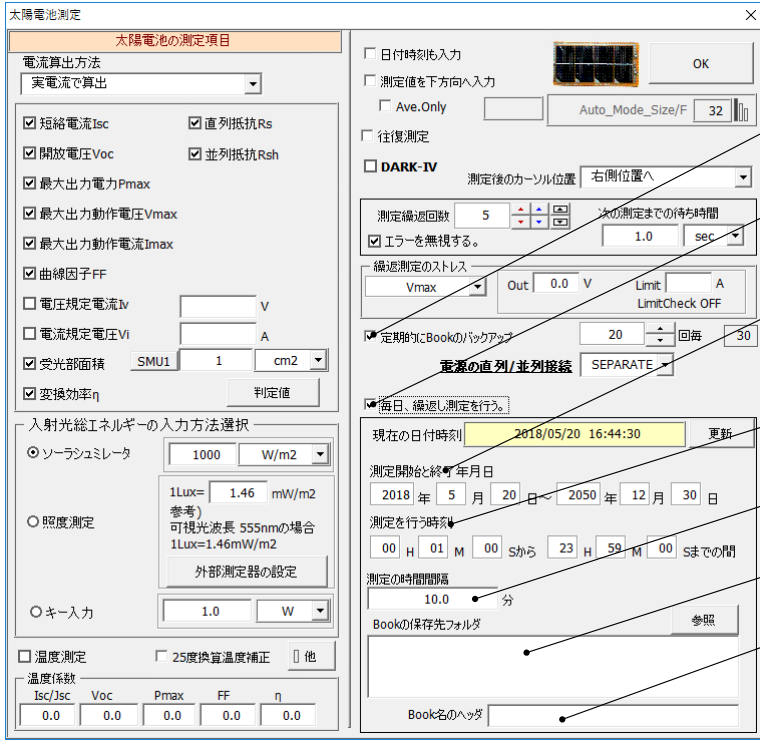 太陽電池測定
太陽電池の測定項目
電流算出方法
実電流で算出
短絡電流Isc 直列抵抗Rs
開放電圧Voc 並列抵抗Rsh
最大出力電力Pmax
最大出力動作電圧Vmax
最大出力動作電流Imax
曲線因子FF
電圧規定電流Iv V
電流規定電圧Vi A
受光部面積 SMU1 1 cm2
変換効率η 判定値
入射光総エネルギーの入力方法選択
ソーラシュミレータ 1000 W/m2
照度測定
1Lux= 1.46 mW/m2
参考)
可視光波長 555nmの場合
1Lux=1.46mW/m2
外部測定器の設定
キー入力 1.0 W
温度測定 25度換算温度補正 他
温度係数
Isc/Jsc Voc Pmax FF η
0.0 0.0 0.0 0.0 0.0
日付時刻も入力 OK
測定値を下方向へ入力
Ave.Only Auto_Mode_Size/F 32
往復測定
DARK-IV
測定後のカーソル位置 右側位置へ
測定繰返回数 5 次の測定までの待ち時間
エラーを無視する。 1.0 sec
繰返測定のストレス
Vmax Out 0.0 V Limit A
LimitCheck OFF
定期的にBookのバックアップ 20 回毎 30
電源の直列/並列接続 SEPARATE
毎日、繰返し測定を行う。
現在の日付時刻 2018/05/20 16:44:30 更新
測定開始と終了年月日
2018 年 5 月 20 日～ 2050 年 12 月 30 日
測定を行う時刻
00 H 01 M 00 Sから 23 H 59 M 00 Sまでの間
測定の時間間隔
10.0 分
Bookの保存先フォルダ 参照
Book名のヘッダ